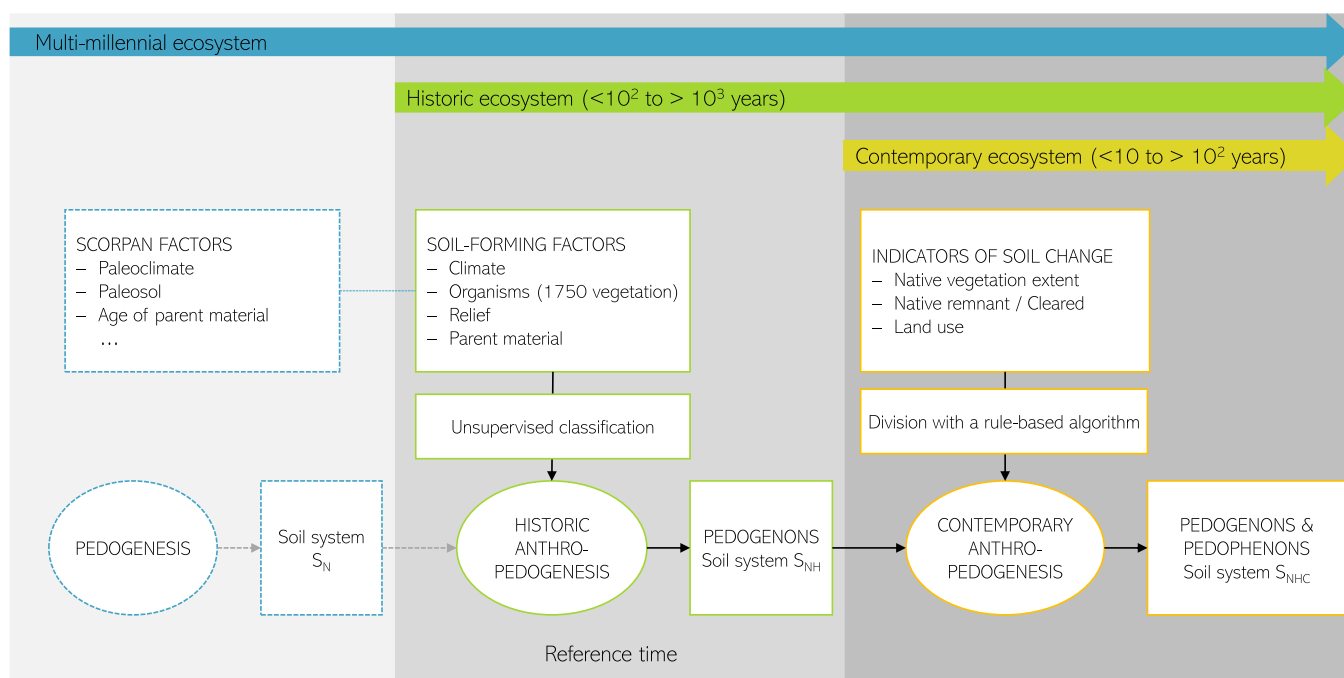 Multi-millennial ecosystem
Historic ecosystem (<10² to > 10³ years)
Contemporary ecosystem (<10 to > 10² years)
SCORPAN FACTORS
– Paleoclimate
– Paleosol
– Age of parent material
...
SOIL-FORMING FACTORS
– Climate
– Organisms (1750 vegetation)
– Relief
– Parent material
INDICATORS OF SOIL CHANGE
– Native vegetation extent
– Native remnant / Cleared
– Land use
Unsupervised classification
Division with a rule-based algorithm
PEDOGENESIS
Soil system
S_N
HISTORIC
ANTHRO-
PEDOGENESIS
PEDOGENONS
Soil system S_NH
CONTEMPORARY
ANTHRO-
PEDOGENESIS
PEDOGENONS &
PEDOPHENONS
Soil system S_NHC
Reference time